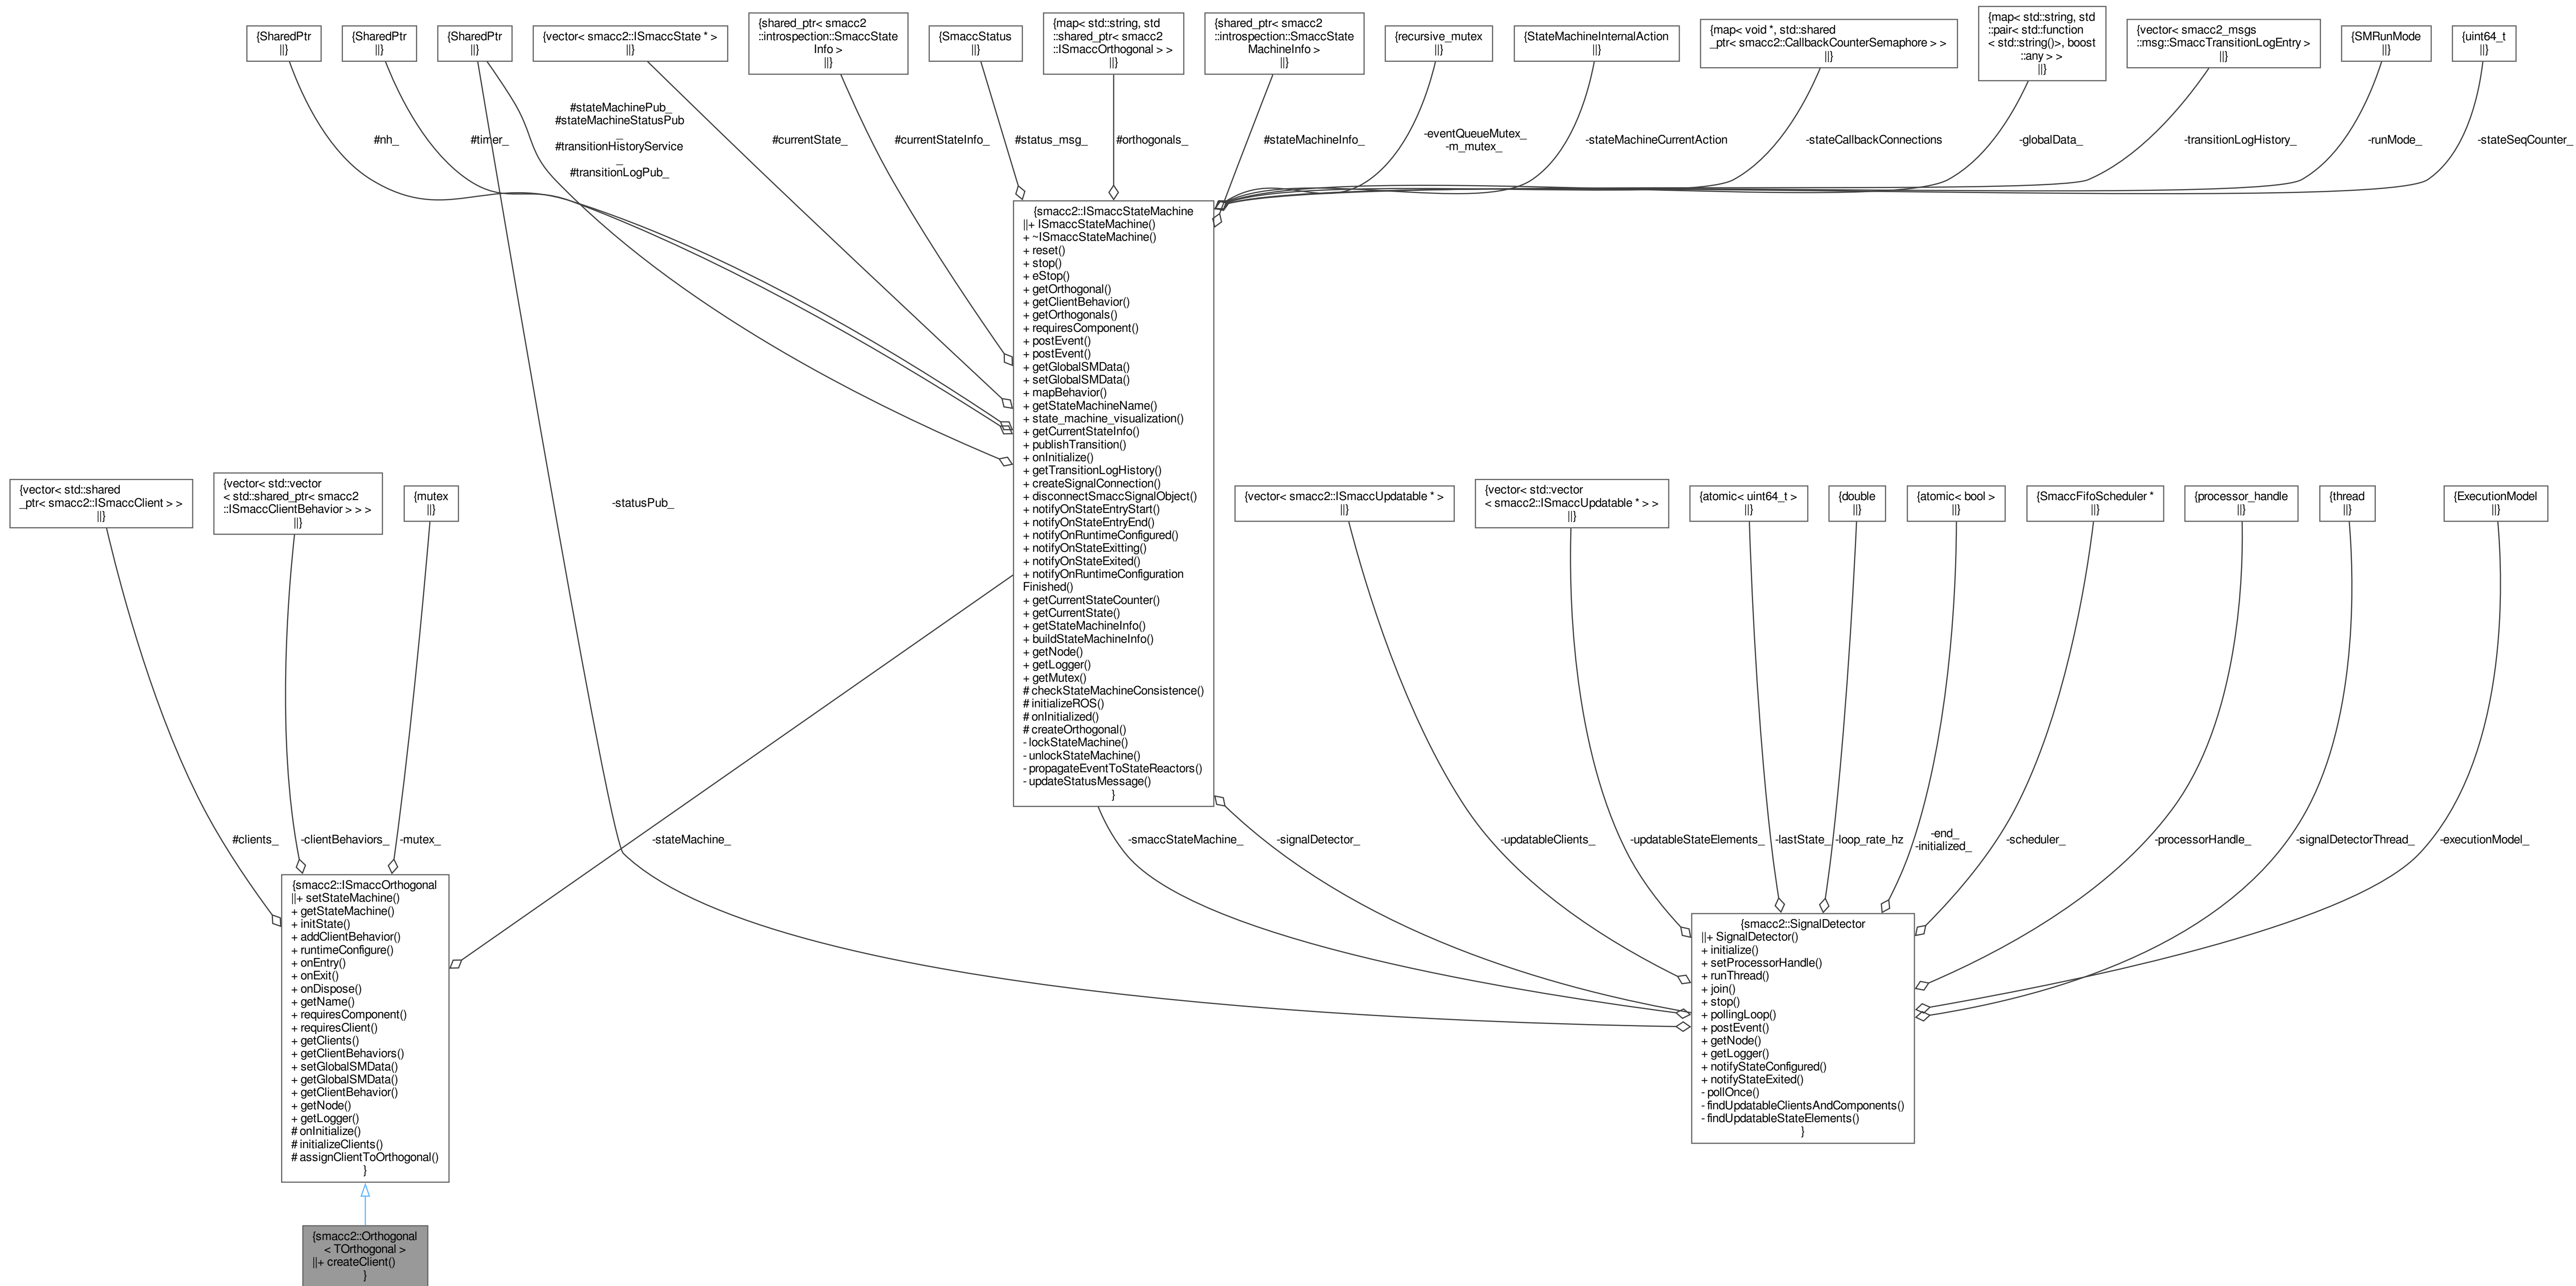 {SharedPtr
||}
{SharedPtr
||}
{SharedPtr
||}
{vector< smacc2::ISmaccState * >
||}
{shared_ptr< smacc2
::introspection::SmaccState
Info >
||}
{SmaccStatus
||}
{map< std::string, std
::shared_ptr< smacc2
::ISmaccOrthogonal > >
||}
{shared_ptr< smacc2
::introspection::SmaccState
MachineInfo >
||}
{recursive_mutex
||}
{StateMachineInternalAction
||}
{map< void *, std::shared
_ptr< smacc2::CallbackCounterSemaphore > >
||}
{map< std::string, std
::pair< std::function
< std::string()>, boost
::any > >
||}
{vector< smacc2_msgs
::msg::SmaccTransitionLogEntry >
||}
{SMRunMode
||}
{uint64_t
||}
#nh_
#timer_
#stateMachinePub_
#stateMachineStatusPub
_
#transitionHistoryService
_
#transitionLogPub_
#currentState_
#currentStateInfo_
#status_msg_
#orthogonals_
#stateMachineInfo_
-eventQueueMutex_
-m_mutex_
-stateMachineCurrentAction
-stateCallbackConnections
-globalData_
-transitionLogHistory_
-runMode_
-stateSeqCounter_
{smacc2::ISmaccStateMachine
||+ ISmaccStateMachine()
+ ~ISmaccStateMachine()
+ reset()
+ stop()
+ eStop()
+ getOrthogonal()
+ getClientBehavior()
+ getOrthogonals()
+ requiresComponent()
+ postEvent()
+ postEvent()
+ getGlobalSMData()
+ setGlobalSMData()
+ mapBehavior()
+ getStateMachineName()
+ state_machine_visualization()
+ getCurrentStateInfo()
+ publishTransition()
+ onInitialize()
+ getTransitionLogHistory()
+ createSignalConnection()
+ disconnectSmaccSignalObject()
+ notifyOnStateEntryStart()
+ notifyOnStateEntryEnd()
+ notifyOnRuntimeConfigured()
+ notifyOnStateExitting()
+ notifyOnStateExited()
+ notifyOnRuntimeConfiguration
Finished()
+ getCurrentStateCounter()
+ getCurrentState()
+ getStateMachineInfo()
+ buildStateMachineInfo()
+ getNode()
+ getLogger()
+ getMutex()
# checkStateMachineConsistence()
# initializeROS()
# onInitialized()
# createOrthogonal()
- lockStateMachine()
- unlockStateMachine()
- propagateEventToStateReactors()
- updateStatusMessage()
}
{vector< std::shared
_ptr< smacc2::ISmaccClient > >
||}
{vector< std::vector
< std::shared_ptr< smacc2
::ISmaccClientBehavior > > >
||}
{mutex
||}
-statusPub_
{vector< smacc2::ISmaccUpdatable * >
||}
{vector< std::vector
< smacc2::ISmaccUpdatable * > >
||}
{atomic< uint64_t >
||}
{double
||}
{atomic< bool >
||}
{SmaccFifoScheduler *
||}
{processor_handle
||}
{thread
||}
{ExecutionModel
||}
#clients_
-clientBehaviors_
-mutex_
-stateMachine_
-smaccStateMachine_
-signalDetector_
-updatableClients_
-updatableStateElements_
-lastState_
-loop_rate_hz
-end_
-initialized_
-scheduler_
-processorHandle_
-signalDetectorThread_
-executionModel_
{smacc2::ISmaccOrthogonal
||+ setStateMachine()
+ getStateMachine()
+ initState()
+ addClientBehavior()
+ runtimeConfigure()
+ onEntry()
+ onExit()
+ onDispose()
+ getName()
+ requiresComponent()
+ requiresClient()
+ getClients()
+ getClientBehaviors()
+ setGlobalSMData()
+ getGlobalSMData()
+ getClientBehavior()
+ getNode()
+ getLogger()
# onInitialize()
# initializeClients()
# assignClientToOrthogonal()
}
{smacc2::SignalDetector
||+ SignalDetector()
+ initialize()
+ setProcessorHandle()
+ runThread()
+ join()
+ stop()
+ pollingLoop()
+ postEvent()
+ getNode()
+ getLogger()
+ notifyStateConfigured()
+ notifyStateExited()
- pollOnce()
- findUpdatableClientsAndComponents()
- findUpdatableStateElements()
}
{smacc2::Orthogonal
< TOrthogonal >
||+ createClient()
}